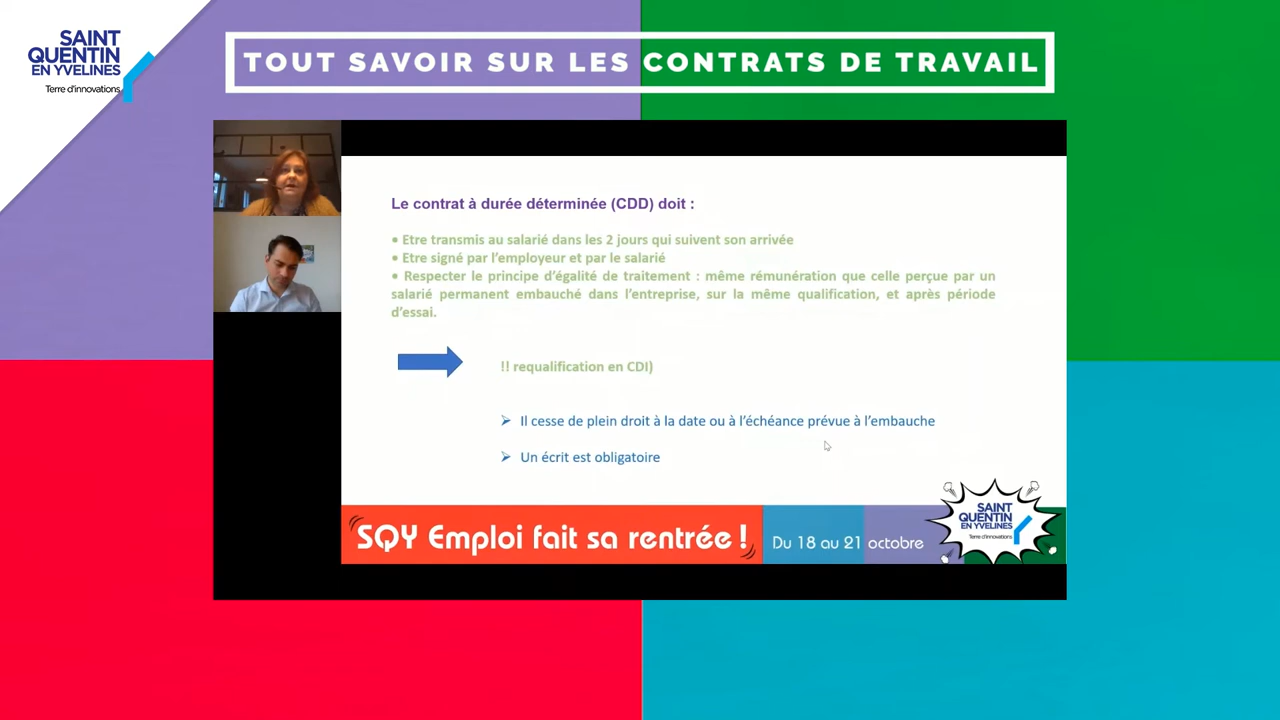 SAINT
QUENTIN
EN YVELINES
Terre d'innovations
TOUT SAVOIR SUR LES CONTRATS DE TRAVAIL
Le contrat à durée déterminée (CDD) doit :
• Etre transmis au salarié dans les 2 jours qui suivent son arrivée
• Etre signé par l'employeur et par le salarié
• Respecter le principe d'égalité de traitement : même rémunération que celle perçue par un
salarié permanent embauché dans l'entreprise, sur la même qualification, et après période
d'essai.
!! requalification en CDI)
➢ Il cesse de plein droit à la date ou à l'échéance prévue à l'embauche
➢ Un écrit est obligatoire
SQY Emploi fait sa rentrée !
Du 18 au 21 octobre
SAINT
QUENTIN
EN YVELINES
Terre d'innovations